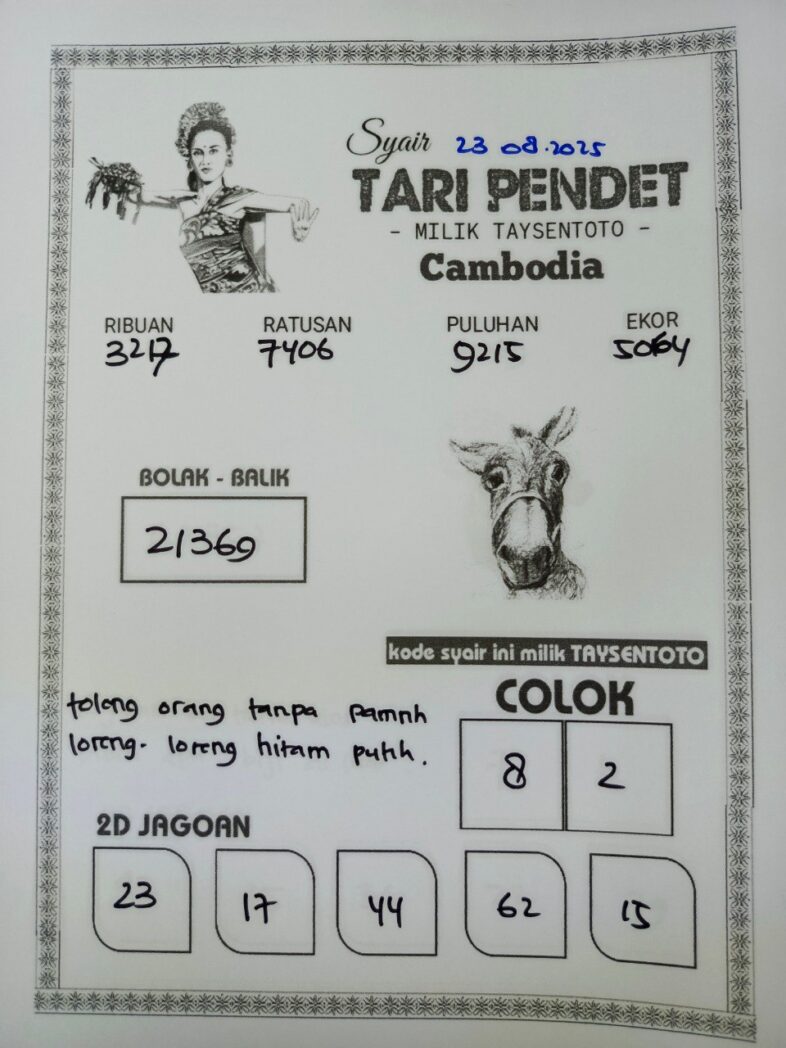 Syair 23 08.2025
TARI PENDET
- MILIK TAYSENTOTO -
Cambodia
RIBUAN RATUSAN PULUHAN EKOR
3217 7406 9215 5064
BOLAK - BALIK
21369
kode syair ini milik TAYSENTOTO
tolong orang tanpa pamrih
loreng- loreng hitam putih.
COLOK
8 2
2D JAGOAN
23 17 44 62 15